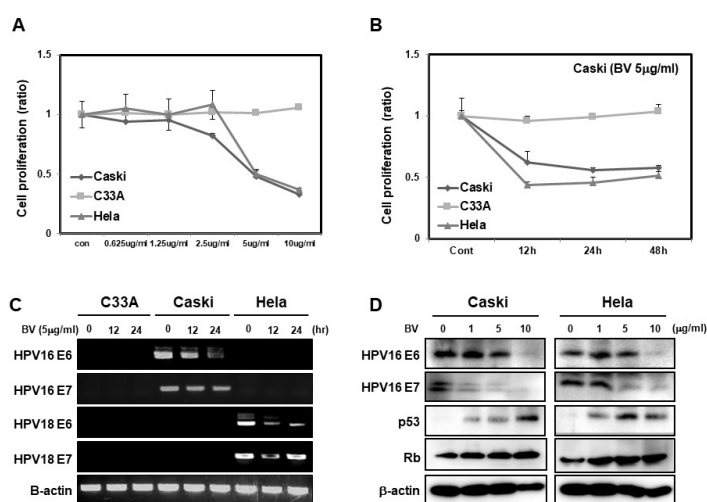 A
1.5
1
0.5
0
Cell proliferation (ratio)
Caski
C33A
Hela
con 0.625ug/ml 1.25ug/ml 2.5ug/ml 5ug/ml 10ug/ml
B
1.5
1
0.5
0
Cell proliferation (ratio)
Caski (BV 5μg/ml)
Caski
C33A
Hela
Cont 12h 24h 48h
C
C33A Caski Hela
BV (5μg/ml) 0 12 24 0 12 24 0 12 24 (hr)
HPV16 E6
HPV16 E7
HPV18 E6
HPV18 E7
B-actin
D
Caski Hela
BV 0 1 5 10 0 1 5 10 (μg/ml)
HPV16 E6
HPV16 E7
p53
Rb
β-actin